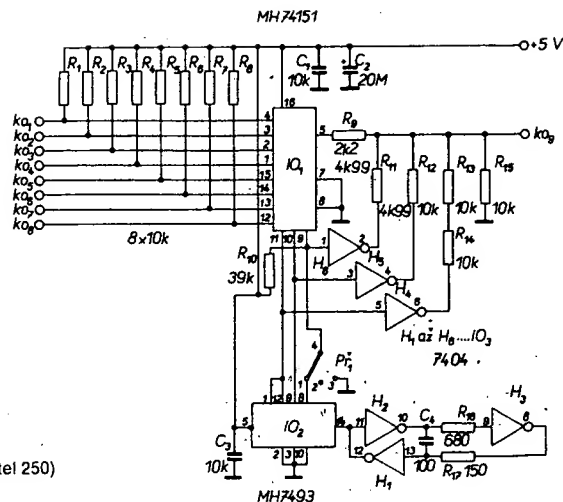 MH74151
+5 V
R1 R2 R3 R4 R5 R6 R7 R8
C1 10k
C2 20M
+
16
ko1
ko2
ko3
ko4
ko5
ko6
ko7
ko8
4
3
2
1
15
14
13
12
IO1
5
7
8
R9
2k2
ko9
4k99
R11
R12
R13
R15
4k99
10k
10k
10k
R14
10k
8×10k
11 10 9
R10
39k
1
2
H6
H5
3
4
H4
5
6
H1 až H6....IO3
7404
4
Př1
1
2
3
1 12 9 8
5
IO2
14
2 3 10
C3
10k
MH7493
11
H2
10
12
13
H1
C4
100
R16
680
R17 150
9
H3
8
tel 250)